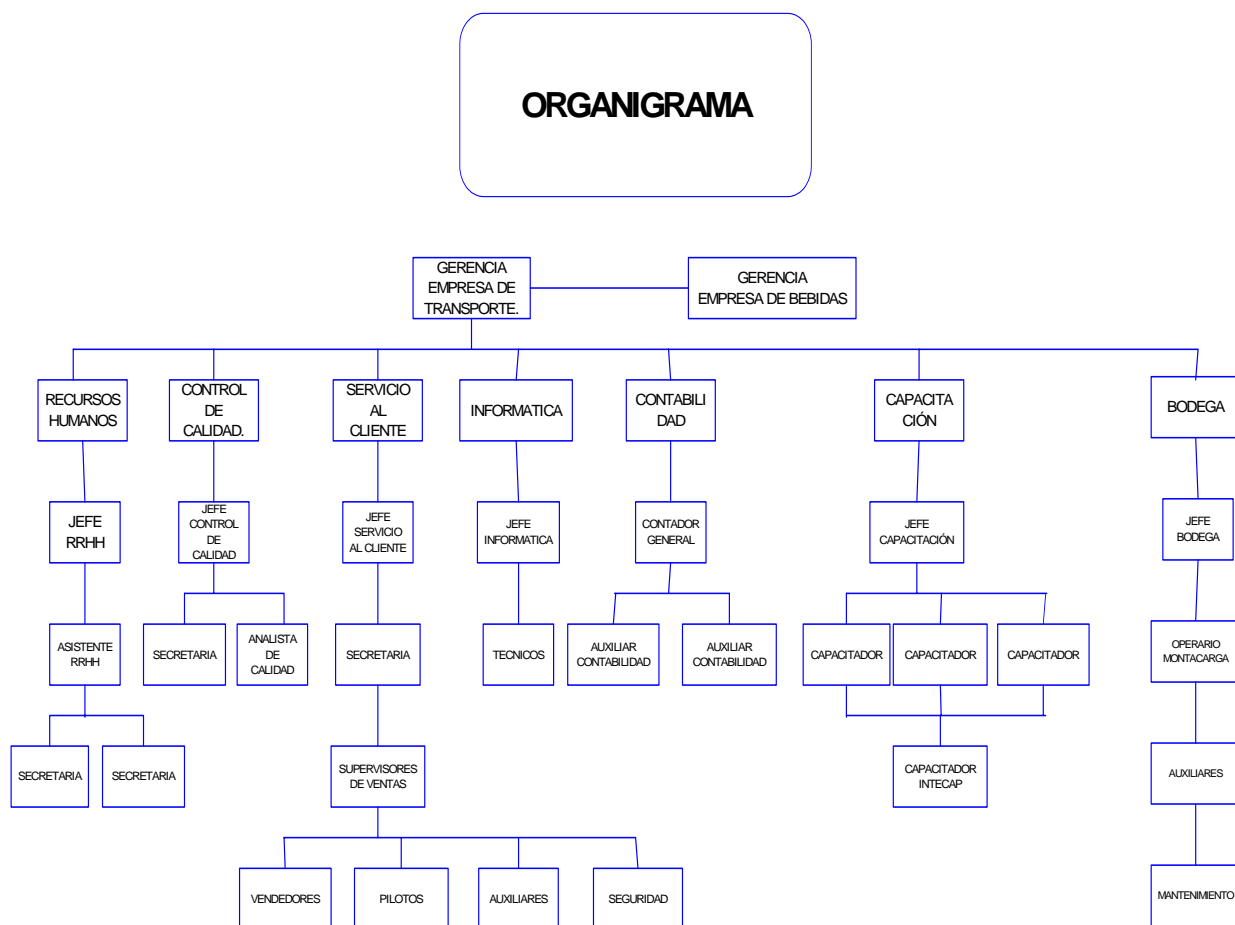 ORGANIGRAMA
GERENCIA
EMPRESA DE
TRANSPORTE.
GERENCIA
EMPRESA DE BEBIDAS
RECURSOS
HUMANOS
CONTROL
DE
CALIDAD.
SERVICIO
AL
CLIENTE
INFORMATICA
CONTABILI
DAD
CAPACITA
CIÓN
BODEGA
JEFE
RRHH
JEFE
CONTROL
DE
CALIDAD
JEFE
SERVICIO
AL CLIENTE
JEFE
INFORMATICA
CONTADOR
GENERAL
JEFE
CAPACITACIÓN
JEFE
BODEGA
ASISTENTE
RRHH
SECRETARIA
ANALISTA
DE
CALIDAD
SECRETARIA
TECNICOS
AUXILIAR
CONTABILIDAD
AUXILIAR
CONTABILIDAD
CAPACITADOR
CAPACITADOR
CAPACITADOR
OPERARIO
MONTACARGA
SECRETARIA
SECRETARIA
SUPERVISORES
DE VENTAS
CAPACITADOR
INTECAP
AUXILIARES
VENDEDORES
PILOTOS
AUXILIARES
SEGURIDAD
MANTENIMIENTO